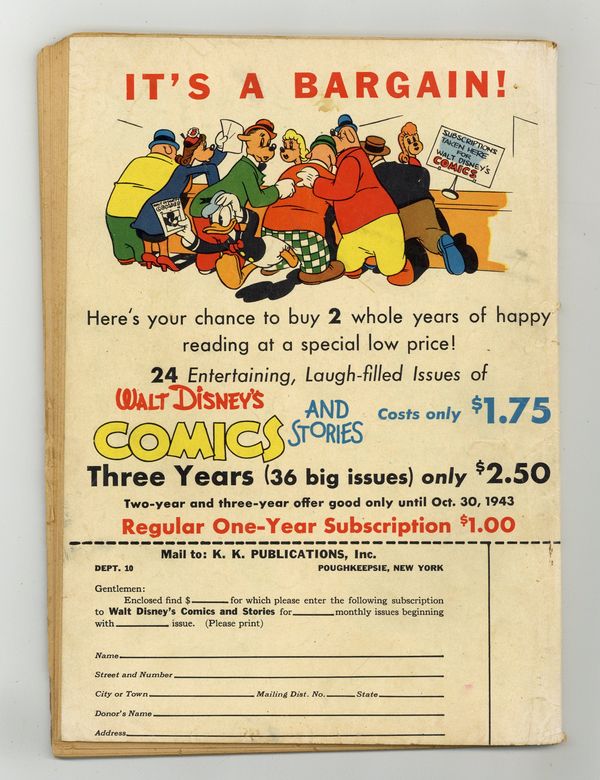 IT'S A BARGAIN!
SUBSCRIPTIONS
TAKEN HERE
FOR
WALT DISNEY'S
COMICS
Here's your chance to buy 2 whole years of happy
reading at a special low price!
24 Entertaining, Laugh-filled Issues of
WALT DISNEY'S
COMICS AND STORIES Costs only $1.75
Three Years (36 big issues) only $2.50
Two-year and three-year offer good only until Oct. 30, 1943
Regular One-Year Subscription $1.00
Mail to: K. K. PUBLICATIONS, Inc.
DEPT. 10 POUGHKEEPSIE, NEW YORK
Gentlemen:
Enclosed find $ for which please enter the following subscription
to Walt Disney's Comics and Stories for monthly issues beginning
with issue. (Please print)
Name
Street and Number
City or Town Mailing Dist. No. State
Donor's Name
Address